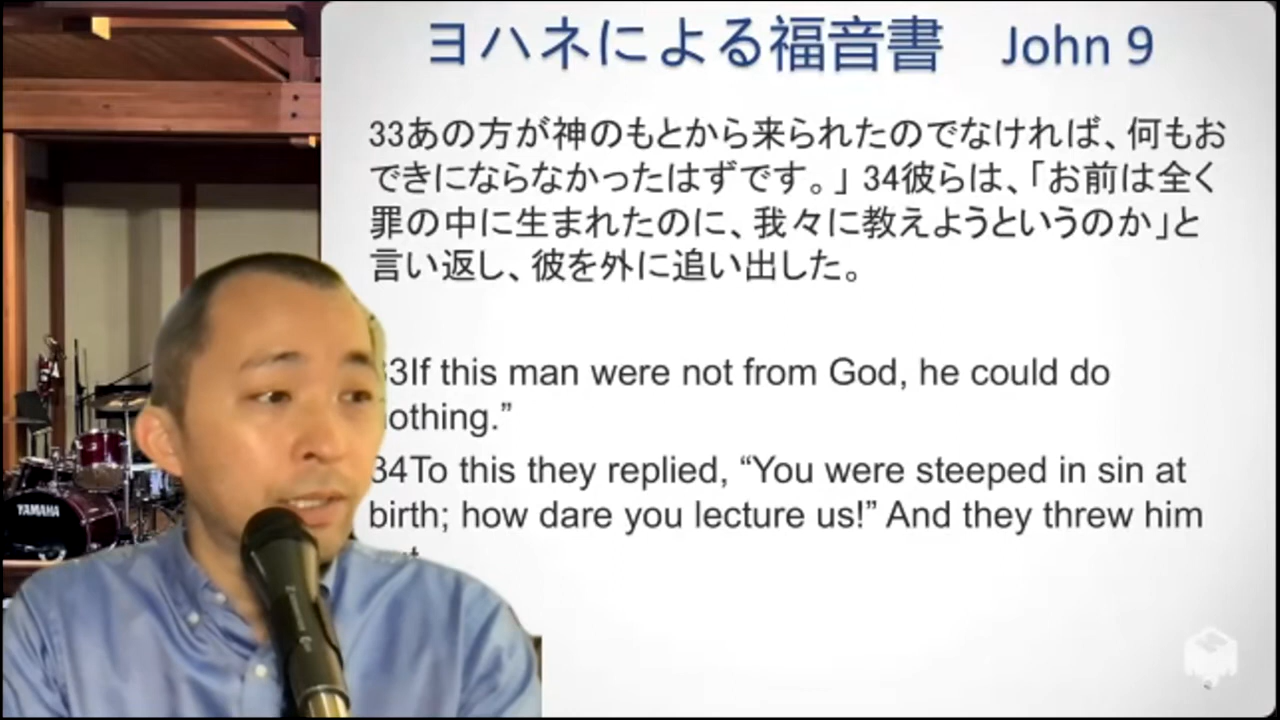 ヨハネによる福音書　John 9
33あの方が神のもとから来られたのでなければ、何もお
できにならなかったはずです。」 34彼らは、「お前は全く
罪の中に生まれたのに、我々に教えようというのか」と
言い返し、彼を外に追い出した。
3If this man were not from God, he could do
othing.”
34To this they replied, “You were steeped in sin at
birth; how dare you lecture us!” And they threw him
YAMAHA